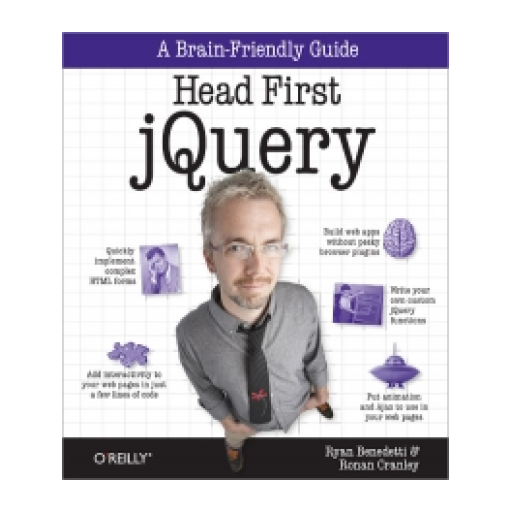 A Brain-Friendly Guide
Head First
jQuery
Build web apps
without pesky
browser plugins
Quickly
implement
complex
HTML forms
Write your
own custom
jQuery
functions
Add interactivity to
your web pages in just
a few lines of code
Put animation
and Ajax to use in
your web pages
O'REILLY®
Ryan Benedetti &
Ronan Cranley